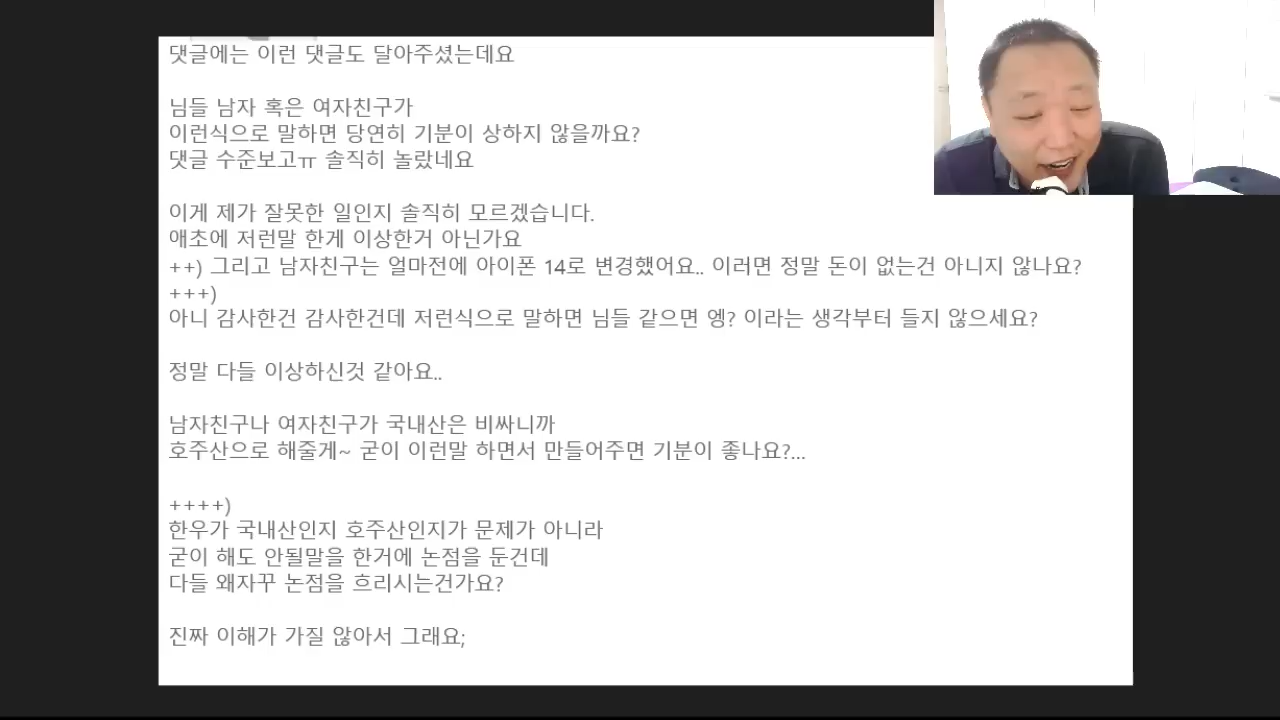 댓글에는 이런 댓글도 달아주셨는데요
님들 남자 혹은 여자친구가
이런식으로 말하면 당연히 기분이 상하지 않을까요?
댓글 수준보고ㅠ 솔직히 놀랐네요
이게 제가 잘못한 일인지 솔직히 모르겠습니다.
애초에 저런말 한게 이상한거 아닌가요
++) 그리고 남자친구는 얼마전에 아이폰 14로 변경했어요.. 이러면 정말 돈이 없는건 아니지 않나요?
+++)
아니 감사한건 감사한건데 저런식으로 말하면 님들 같으면 엥? 이라는 생각부터 들지 않으세요?
정말 다들 이상하신것 같아요..
남자친구나 여자친구가 국내산은 비싸니까
호주산으로 해줄게~ 굳이 이런말 하면서 만들어주면 기분이 좋나요?...
++++)
한우가 국내산인지 호주산인지가 문제가 아니라
굳이 해도 안될말을 한거에 논점을 둔건데
다들 왜자꾸 논점을 흐리시는건가요?
진짜 이해가 가질 않아서 그래요;